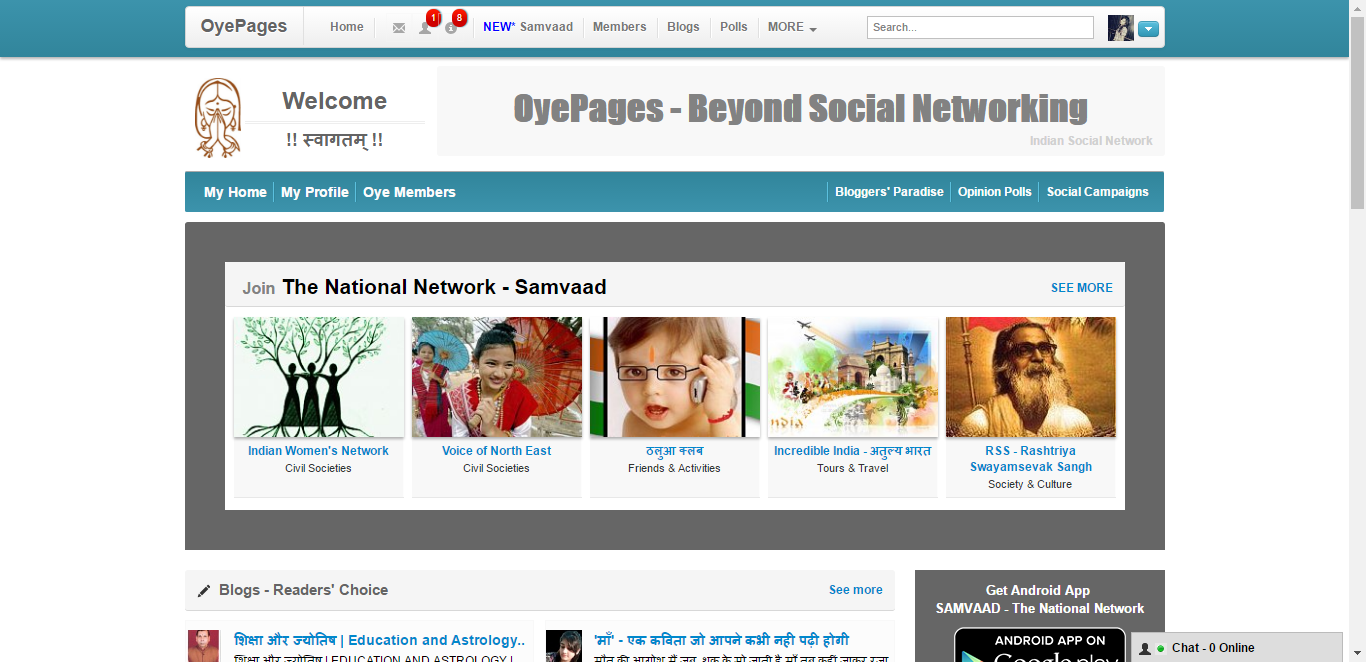 OyePages
Home
1
8
NEW* Samvaad
Members
Blogs
Polls
MORE
Search...
Welcome
!! स्वागतम् !!
OyePages - Beyond Social Networking
Indian Social Network
My Home
My Profile
Oye Members
Bloggers' Paradise
Opinion Polls
Social Campaigns
Join The National Network - Samvaad
SEE MORE
Indian Women's Network
Civil Societies
Voice of North East
Civil Societies
ठलुआ क्लब
Friends & Activities
Incredible India - अतुल्य भारत
Tours & Travel
RSS - Rashtriya
Swayamsevak Sangh
Society & Culture
Blogs - Readers' Choice
See more
Get Android App
SAMVAAD - The National Network
शिक्षा और ज्योतिष | Education and Astrology..
शिक्षा और ज्योतिष | EDUCATION AND ASTROLOGY |
'माँ' - एक कविता जो आपने कभी नही पढ़ी होगी
ANDROID APP ON
Google play
Chat - 0 Online